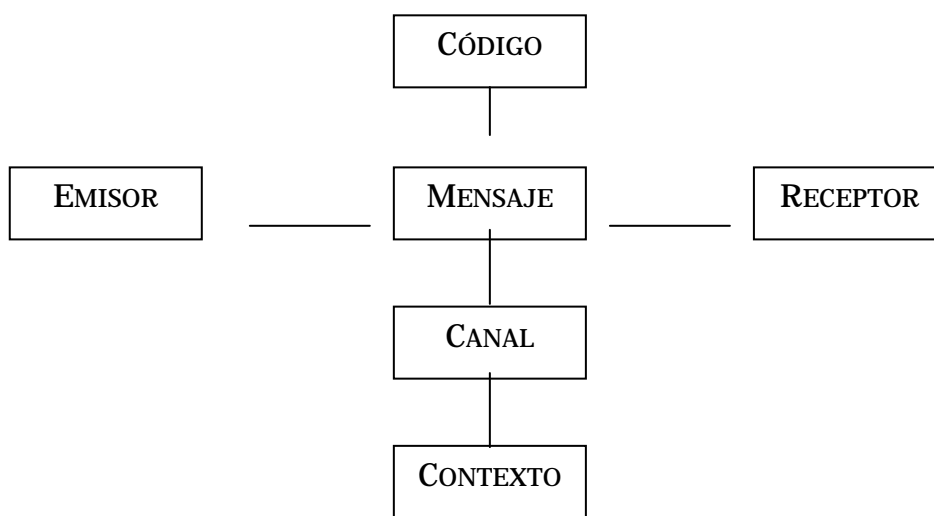 CÓDIGO
EMISOR
MENSAJE
RECEPTOR
CANAL
CONTEXTO